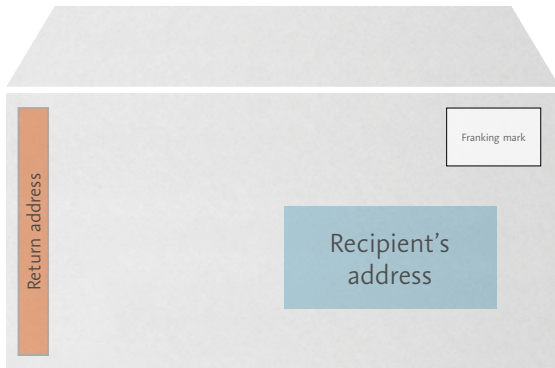 Return address
Franking mark
Recipient’s
address